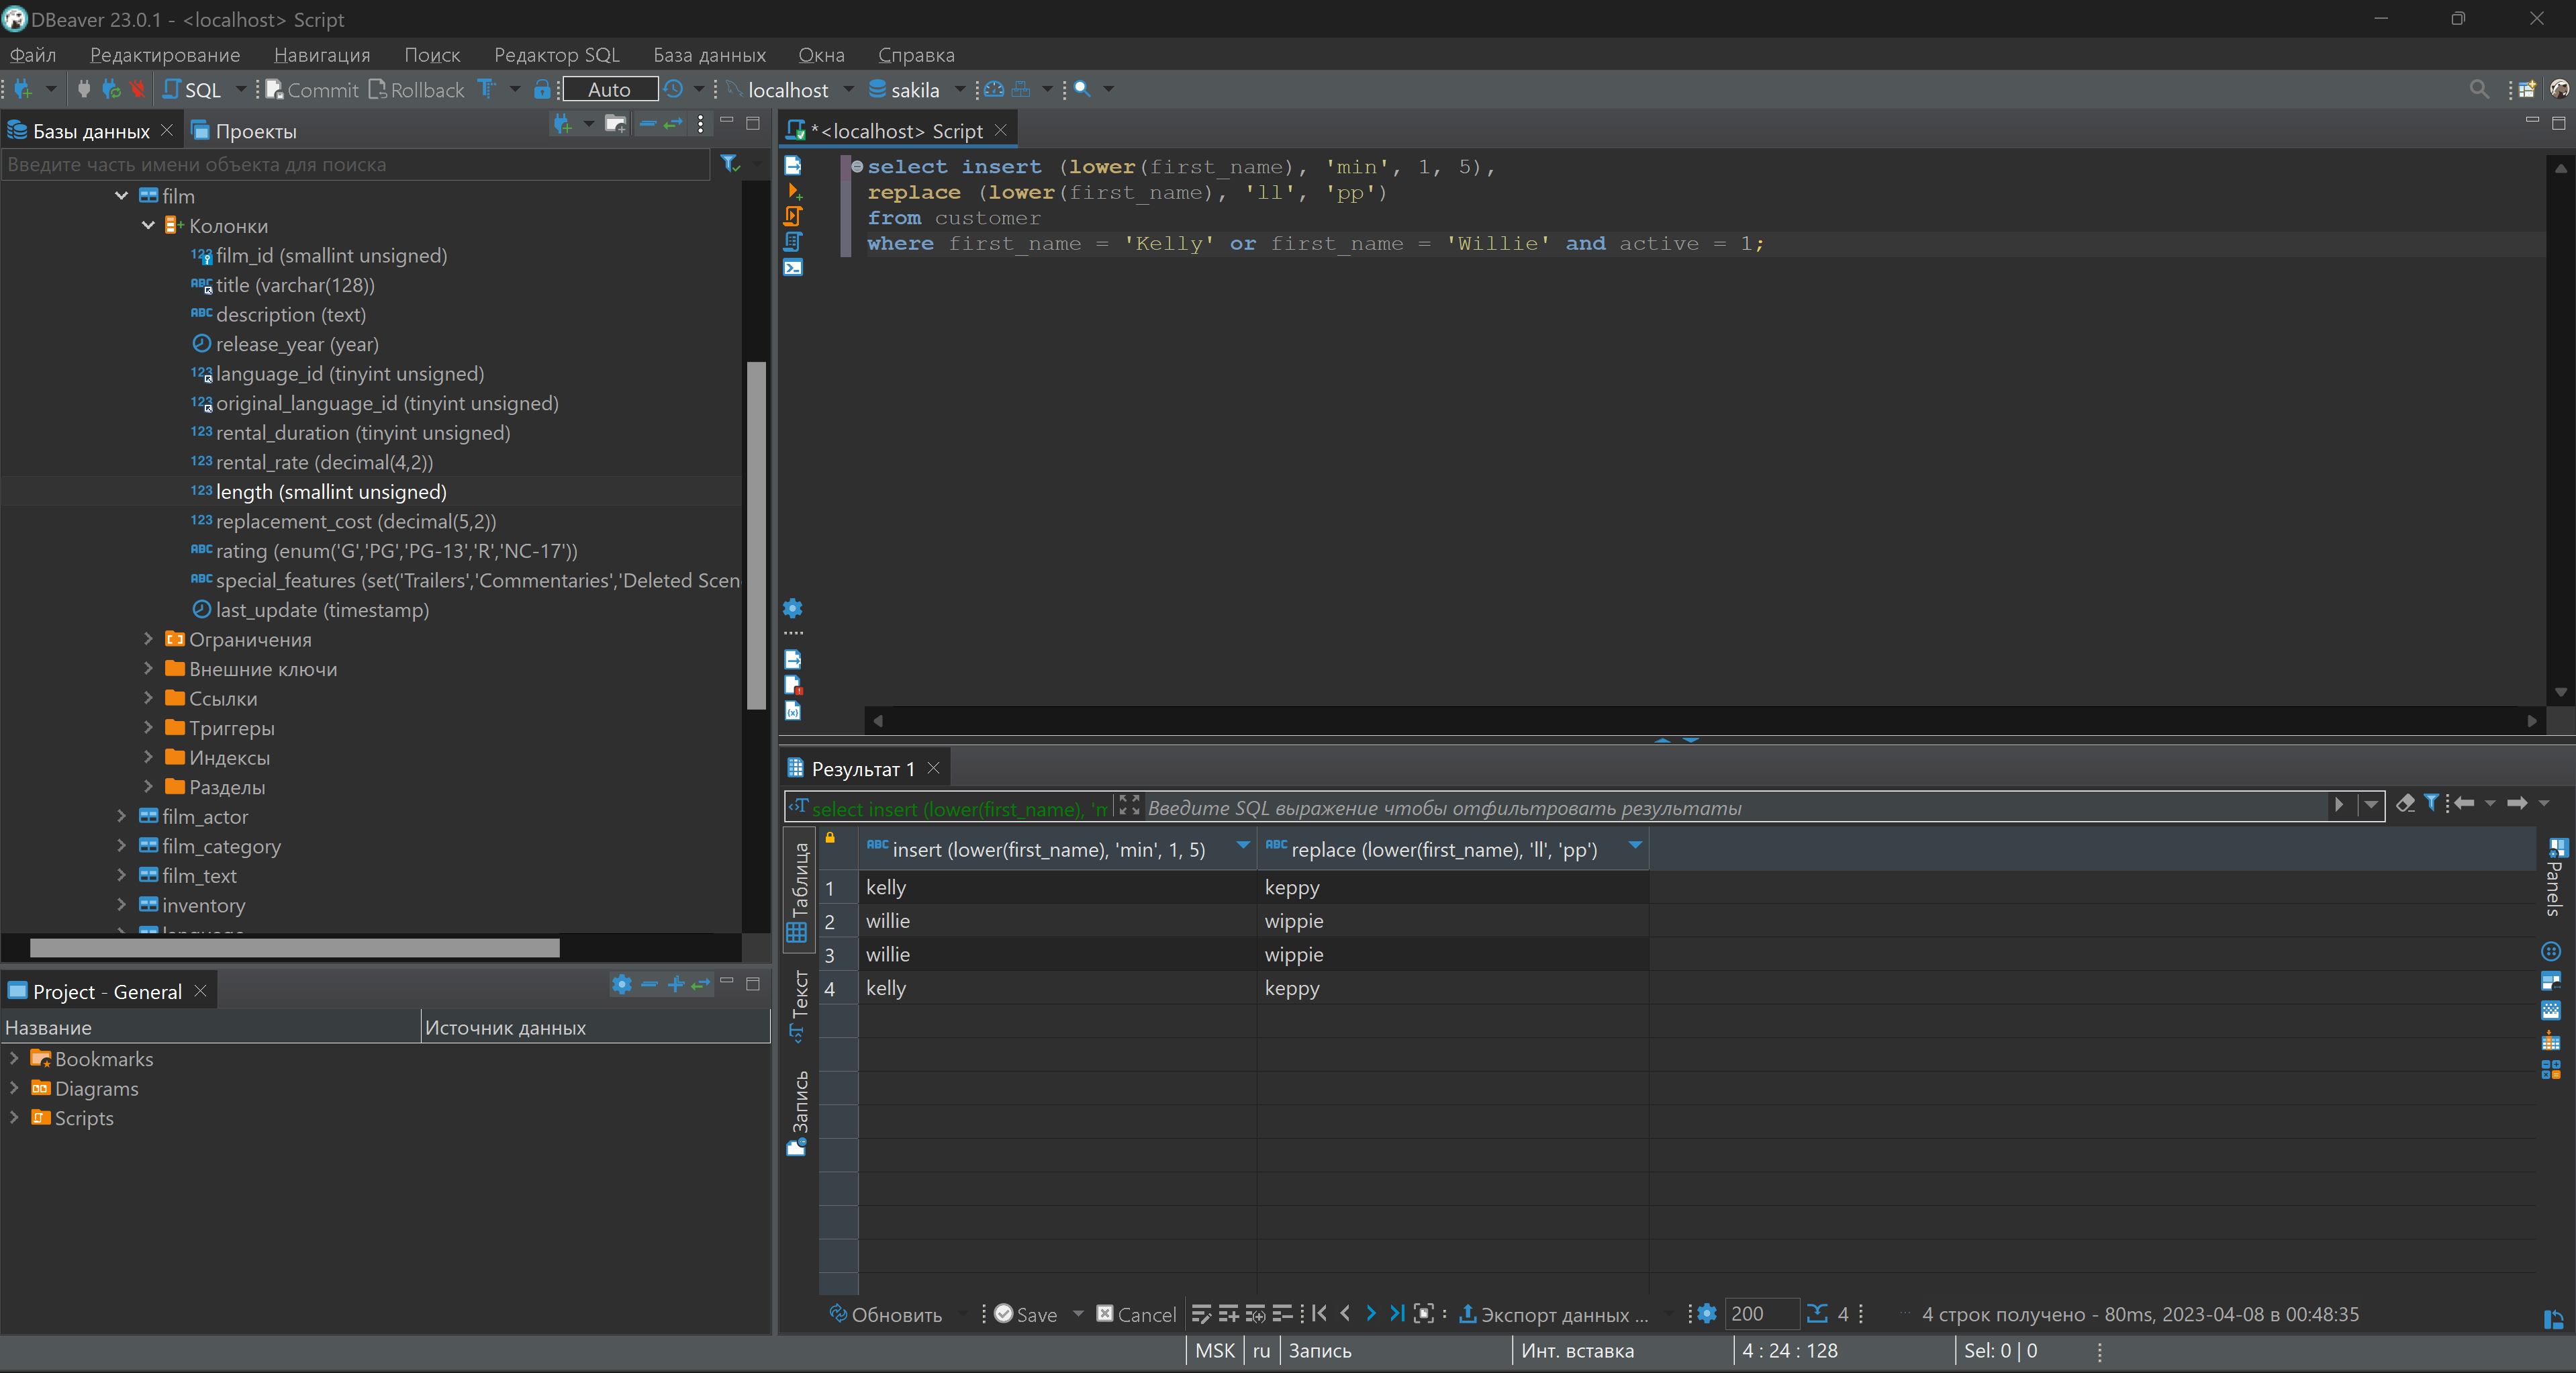 DBeaver 23.0.1 - <localhost> Script
Файл Редактирование Навигация Поиск Редактор SQL База данных Окна Справка
SQL Commit Rollback Auto localhost sakila
Базы данных Проекты
Введите часть имени объекта для поиска
film
Колонки
film_id (smallint unsigned)
title (varchar(128))
description (text)
release_year (year)
language_id (tinyint unsigned)
original_language_id (tinyint unsigned)
rental_duration (tinyint unsigned)
rental_rate (decimal(4,2))
length (smallint unsigned)
replacement_cost (decimal(5,2))
rating (enum('G','PG','PG-13','R','NC-17'))
special_features (set('Trailers','Commentaries','Deleted Scen
last_update (timestamp)
Ограничения
Внешние ключи
Ссылки
Триггеры
Индексы
Разделы
film_actor
film_category
film_text
inventory
Project - General
Название Источник данных
Bookmarks
Diagrams
Scripts
*<localhost> Script
select insert (lower(first_name), 'min', 1, 5),
replace (lower(first_name), 'll', 'pp')
from customer
where first_name = 'Kelly' or first_name = 'Willie' and active = 1;
Результат 1
select insert (lower(first_name), 'm Введите SQL выражение чтобы отфильтровать результаты
Таблица
Текст
Запись
ABC insert (lower(first_name), 'min', 1, 5) ABC replace (lower(first_name), 'll', 'pp')
1 kelly keppy
2 willie wippie
3 willie wippie
4 kelly keppy
Panels
Обновить Save Cancel Экспорт данных ... 200 4 4 строк получено - 80ms, 2023-04-08 в 00:48:35
MSK ru Запись Инт. вставка 4 : 24 : 128 Sel: 0 | 0